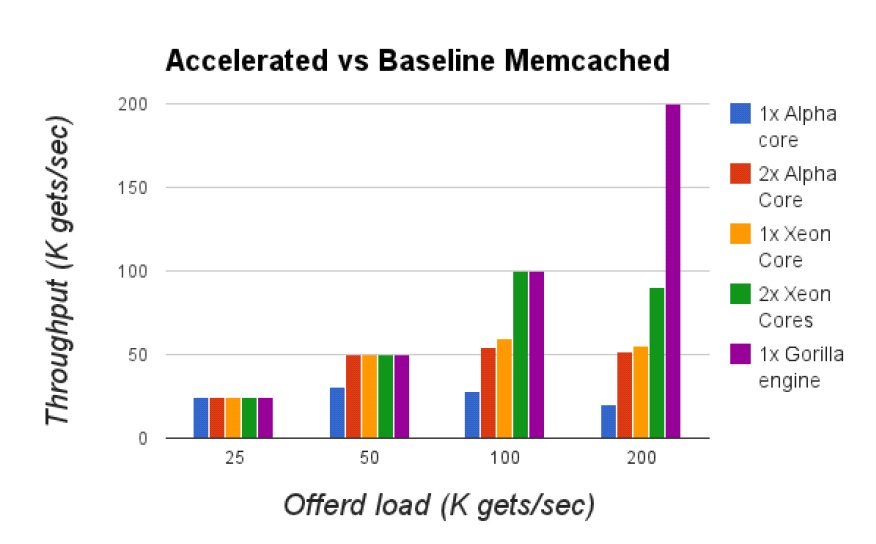 Accelerated vs Baseline Memcached
Throughput (K gets/sec)
200
150
100
50
0
25 50 100 200
Offerd load (K gets/sec)
1x Alpha
core
2x Alpha
Core
1x Xeon
Core
2x Xeon
Cores
1x Gorilla
engine